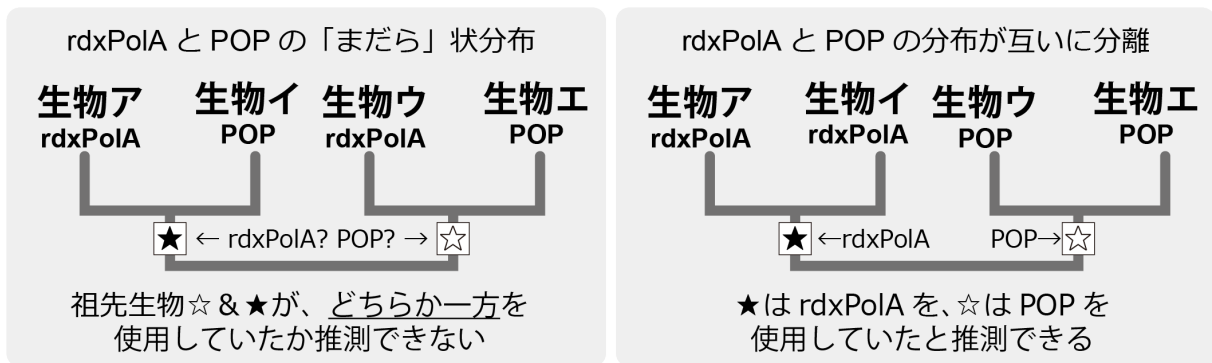 rdxPolA と POP の「まだら」状分布
生物ア 生物イ 生物ウ 生物エ
rdxPolA POP rdxPolA POP
★ ← rdxPolA? POP? → ☆
祖先生物☆&★が、どちらか一方を
使用していたか推測できない
rdxPolA と POP の分布が互いに分離
生物ア 生物イ 生物ウ 生物エ
rdxPolA rdxPolA POP POP
★ ←rdxPolA POP→ ☆
★は rdxPolA を、☆は POP を
使用していたと推測できる